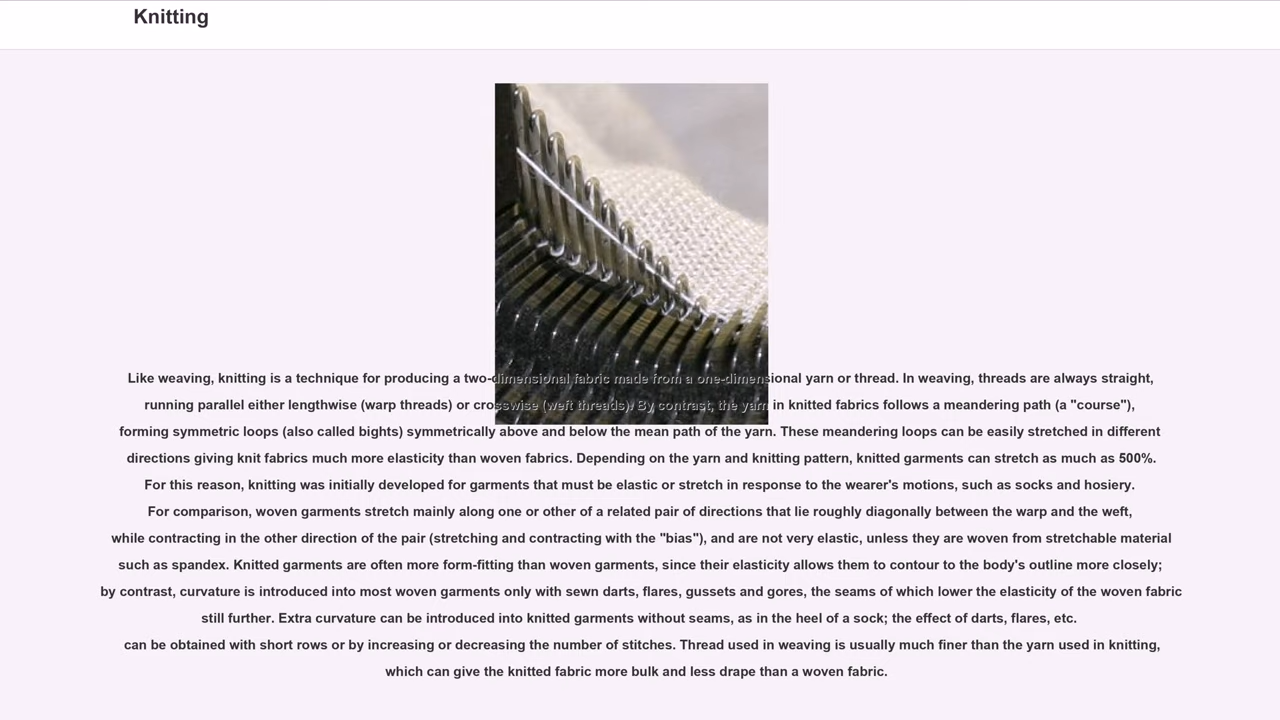 Knitting
Like weaving, knitting is a technique for producing a two-dimensional fabric made from a one-dimensional yarn or thread. In weaving, threads are always straight,
running parallel either lengthwise (warp threads) or crosswise (weft threads). By contrast, the yarn in knitted fabrics follows a meandering path (a "course"),
forming symmetric loops (also called bights) symmetrically above and below the mean path of the yarn. These meandering loops can be easily stretched in different
directions giving knit fabrics much more elasticity than woven fabrics. Depending on the yarn and knitting pattern, knitted garments can stretch as much as 500%.
For this reason, knitting was initially developed for garments that must be elastic or stretch in response to the wearer's motions, such as socks and hosiery.
For comparison, woven garments stretch mainly along one or other of a related pair of directions that lie roughly diagonally between the warp and the weft,
while contracting in the other direction of the pair (stretching and contracting with the "bias"), and are not very elastic, unless they are woven from stretchable material
such as spandex. Knitted garments are often more form-fitting than woven garments, since their elasticity allows them to contour to the body's outline more closely;
by contrast, curvature is introduced into most woven garments only with sewn darts, flares, gussets and gores, the seams of which lower the elasticity of the woven fabric
still further. Extra curvature can be introduced into knitted garments without seams, as in the heel of a sock; the effect of darts, flares, etc.
can be obtained with short rows or by increasing or decreasing the number of stitches. Thread used in weaving is usually much finer than the yarn used in knitting,
which can give the knitted fabric more bulk and less drape than a woven fabric.